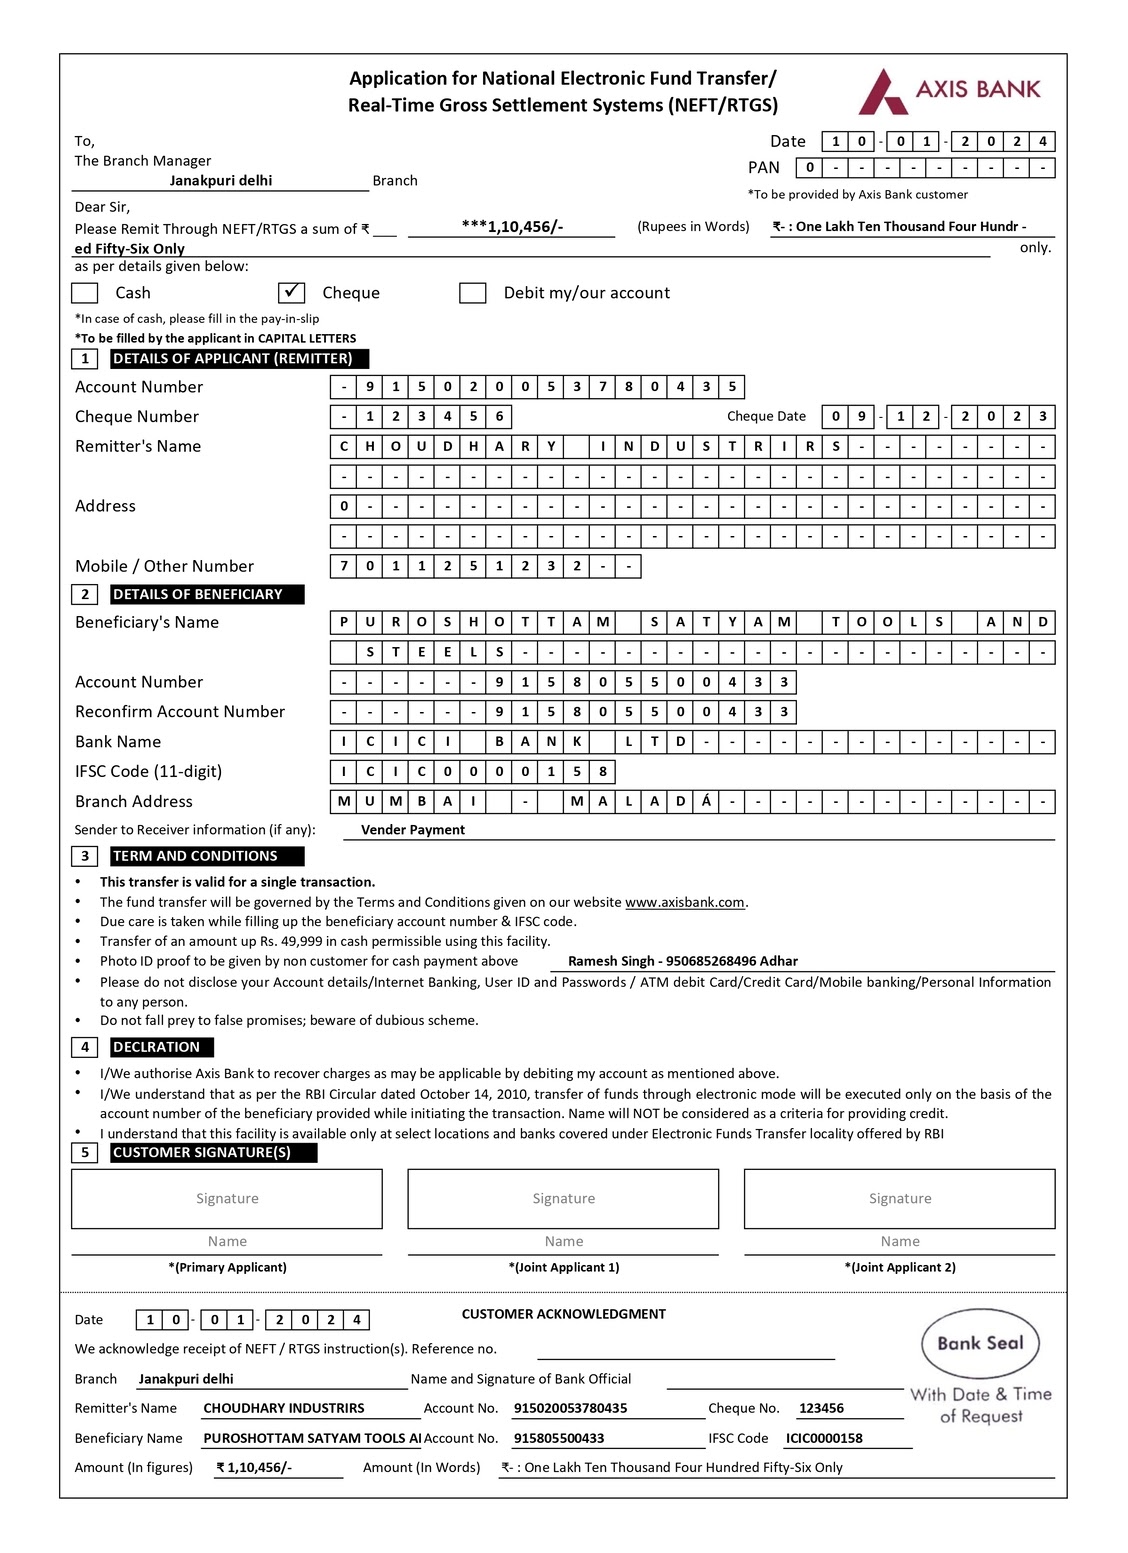 Application for National Electronic Fund Transfer/
Real-Time Gross Settlement Systems (NEFT/RTGS)
AXIS BANK
To,
Date 1 0 - 0 1 - 2 0 2 4
The Branch Manager
PAN 0 - - - - - - - - -
Janakpuri delhi Branch
*To be provided by Axis Bank customer
Dear Sir,
Please Remit Through NEFT/RTGS a sum of ₹ ___ ***1,10,456/- (Rupees in Words) ₹- : One Lakh Ten Thousand Four Hundr -
ed Fifty-Six Only only.
as per details given below:
Cash ✓ Cheque Debit my/our account
*In case of cash, please fill in the pay-in-slip
*To be filled by the applicant in CAPITAL LETTERS
1 DETAILS OF APPLICANT (REMITTER)
Account Number - 9 1 5 0 2 0 0 5 3 7 8 0 4 3 5
Cheque Number - 1 2 3 4 5 6 Cheque Date 0 9 - 1 2 - 2 0 2 3
Remitter's Name C H O U D H A R Y I N D U S T R I R S - - - - - - - -
- - - - - - - - - - - - - - - - - - - - - - - - - - - -
Address 0 - - - - - - - - - - - - - - - - - - - - - - - - - - -
- - - - - - - - - - - - - - - - - - - - - - - - - - - -
Mobile / Other Number 7 0 1 1 2 5 1 2 3 2 - -
2 DETAILS OF BENEFICIARY
Beneficiary's Name P U R O S H O T T A M S A T Y A M T O O L S A N D
S T E E L S - - - - - - - - - - - - - - - - - - - - -
Account Number - - - - - - 9 1 5 8 0 5 5 0 0 4 3 3
Reconfirm Account Number - - - - - - 9 1 5 8 0 5 5 0 0 4 3 3
Bank Name I C I C I B A N K L T D - - - - - - - - - - - - - -
IFSC Code (11-digit) I C I C 0 0 0 0 1 5 8
Branch Address M U M B A I - M A L A D Á - - - - - - - - - - - - -
Sender to Receiver information (if any): Vender Payment
3 TERM AND CONDITIONS
• This transfer is valid for a single transaction.
• The fund transfer will be governed by the Terms and Conditions given on our website www.axisbank.com.
• Due care is taken while filling up the beneficiary account number & IFSC code.
• Transfer of an amount up Rs. 49,999 in cash permissible using this facility.
• Photo ID proof to be given by non customer for cash payment above Ramesh Singh - 950685268496 Adhar
• Please do not disclose your Account details/Internet Banking, User ID and Passwords / ATM debit Card/Credit Card/Mobile banking/Personal Information
to any person.
• Do not fall prey to false promises; beware of dubious scheme.
4 DECLRATION
• I/We authorise Axis Bank to recover charges as may be applicable by debiting my account as mentioned above.
• I/We understand that as per the RBI Circular dated October 14, 2010, transfer of funds through electronic mode will be executed only on the basis of the
account number of the beneficiary provided while initiating the transaction. Name will NOT be considered as a criteria for providing credit.
• I understand that this facility is available only at select locations and banks covered under Electronic Funds Transfer locality offered by RBI
5 CUSTOMER SIGNATURE(S)
Signature Signature Signature
Name Name Name
*(Primary Applicant) *(Joint Applicant 1) *(Joint Applicant 2)
Date 1 0 - 0 1 - 2 0 2 4 CUSTOMER ACKNOWLEDGMENT
Bank Seal
We acknowledge receipt of NEFT / RTGS instruction(s). Reference no.
Branch Janakpuri delhi Name and Signature of Bank Official
With Date & Time
of Request
Remitter's Name CHOUDHARY INDUSTRIRS Account No. 915020053780435 Cheque No. 123456
Beneficiary Name PUROSHOTTAM SATYAM TOOLS AI Account No. 915805500433 IFSC Code ICIC0000158
Amount (In figures) ₹ 1,10,456/- Amount (In Words) ₹- : One Lakh Ten Thousand Four Hundred Fifty-Six Only